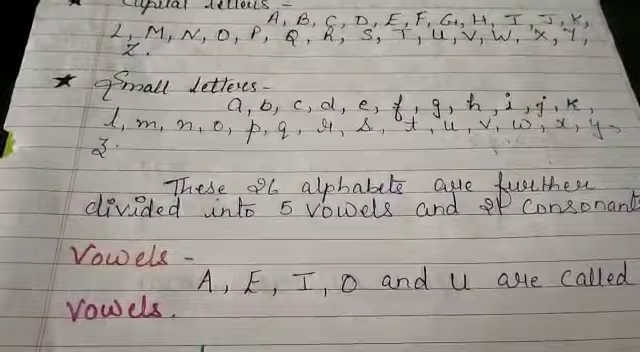 ★ Capital letters -
A, B, C, D, E, F, G, H, I, J, K,
L, M, N, O, P, Q, R, S, T, U, V, W, X, Y,
Z.
★ Small letters -
a, b, c, d, e, f, g, h, i, j, k,
l, m, n, o, p, q, r, s, t, u, v, w, x, y,
z.
These 26 alphabets are further
divided into 5 vowels and 21 consonant
Vowels -
A, E, I, O and U are called
Vowels.